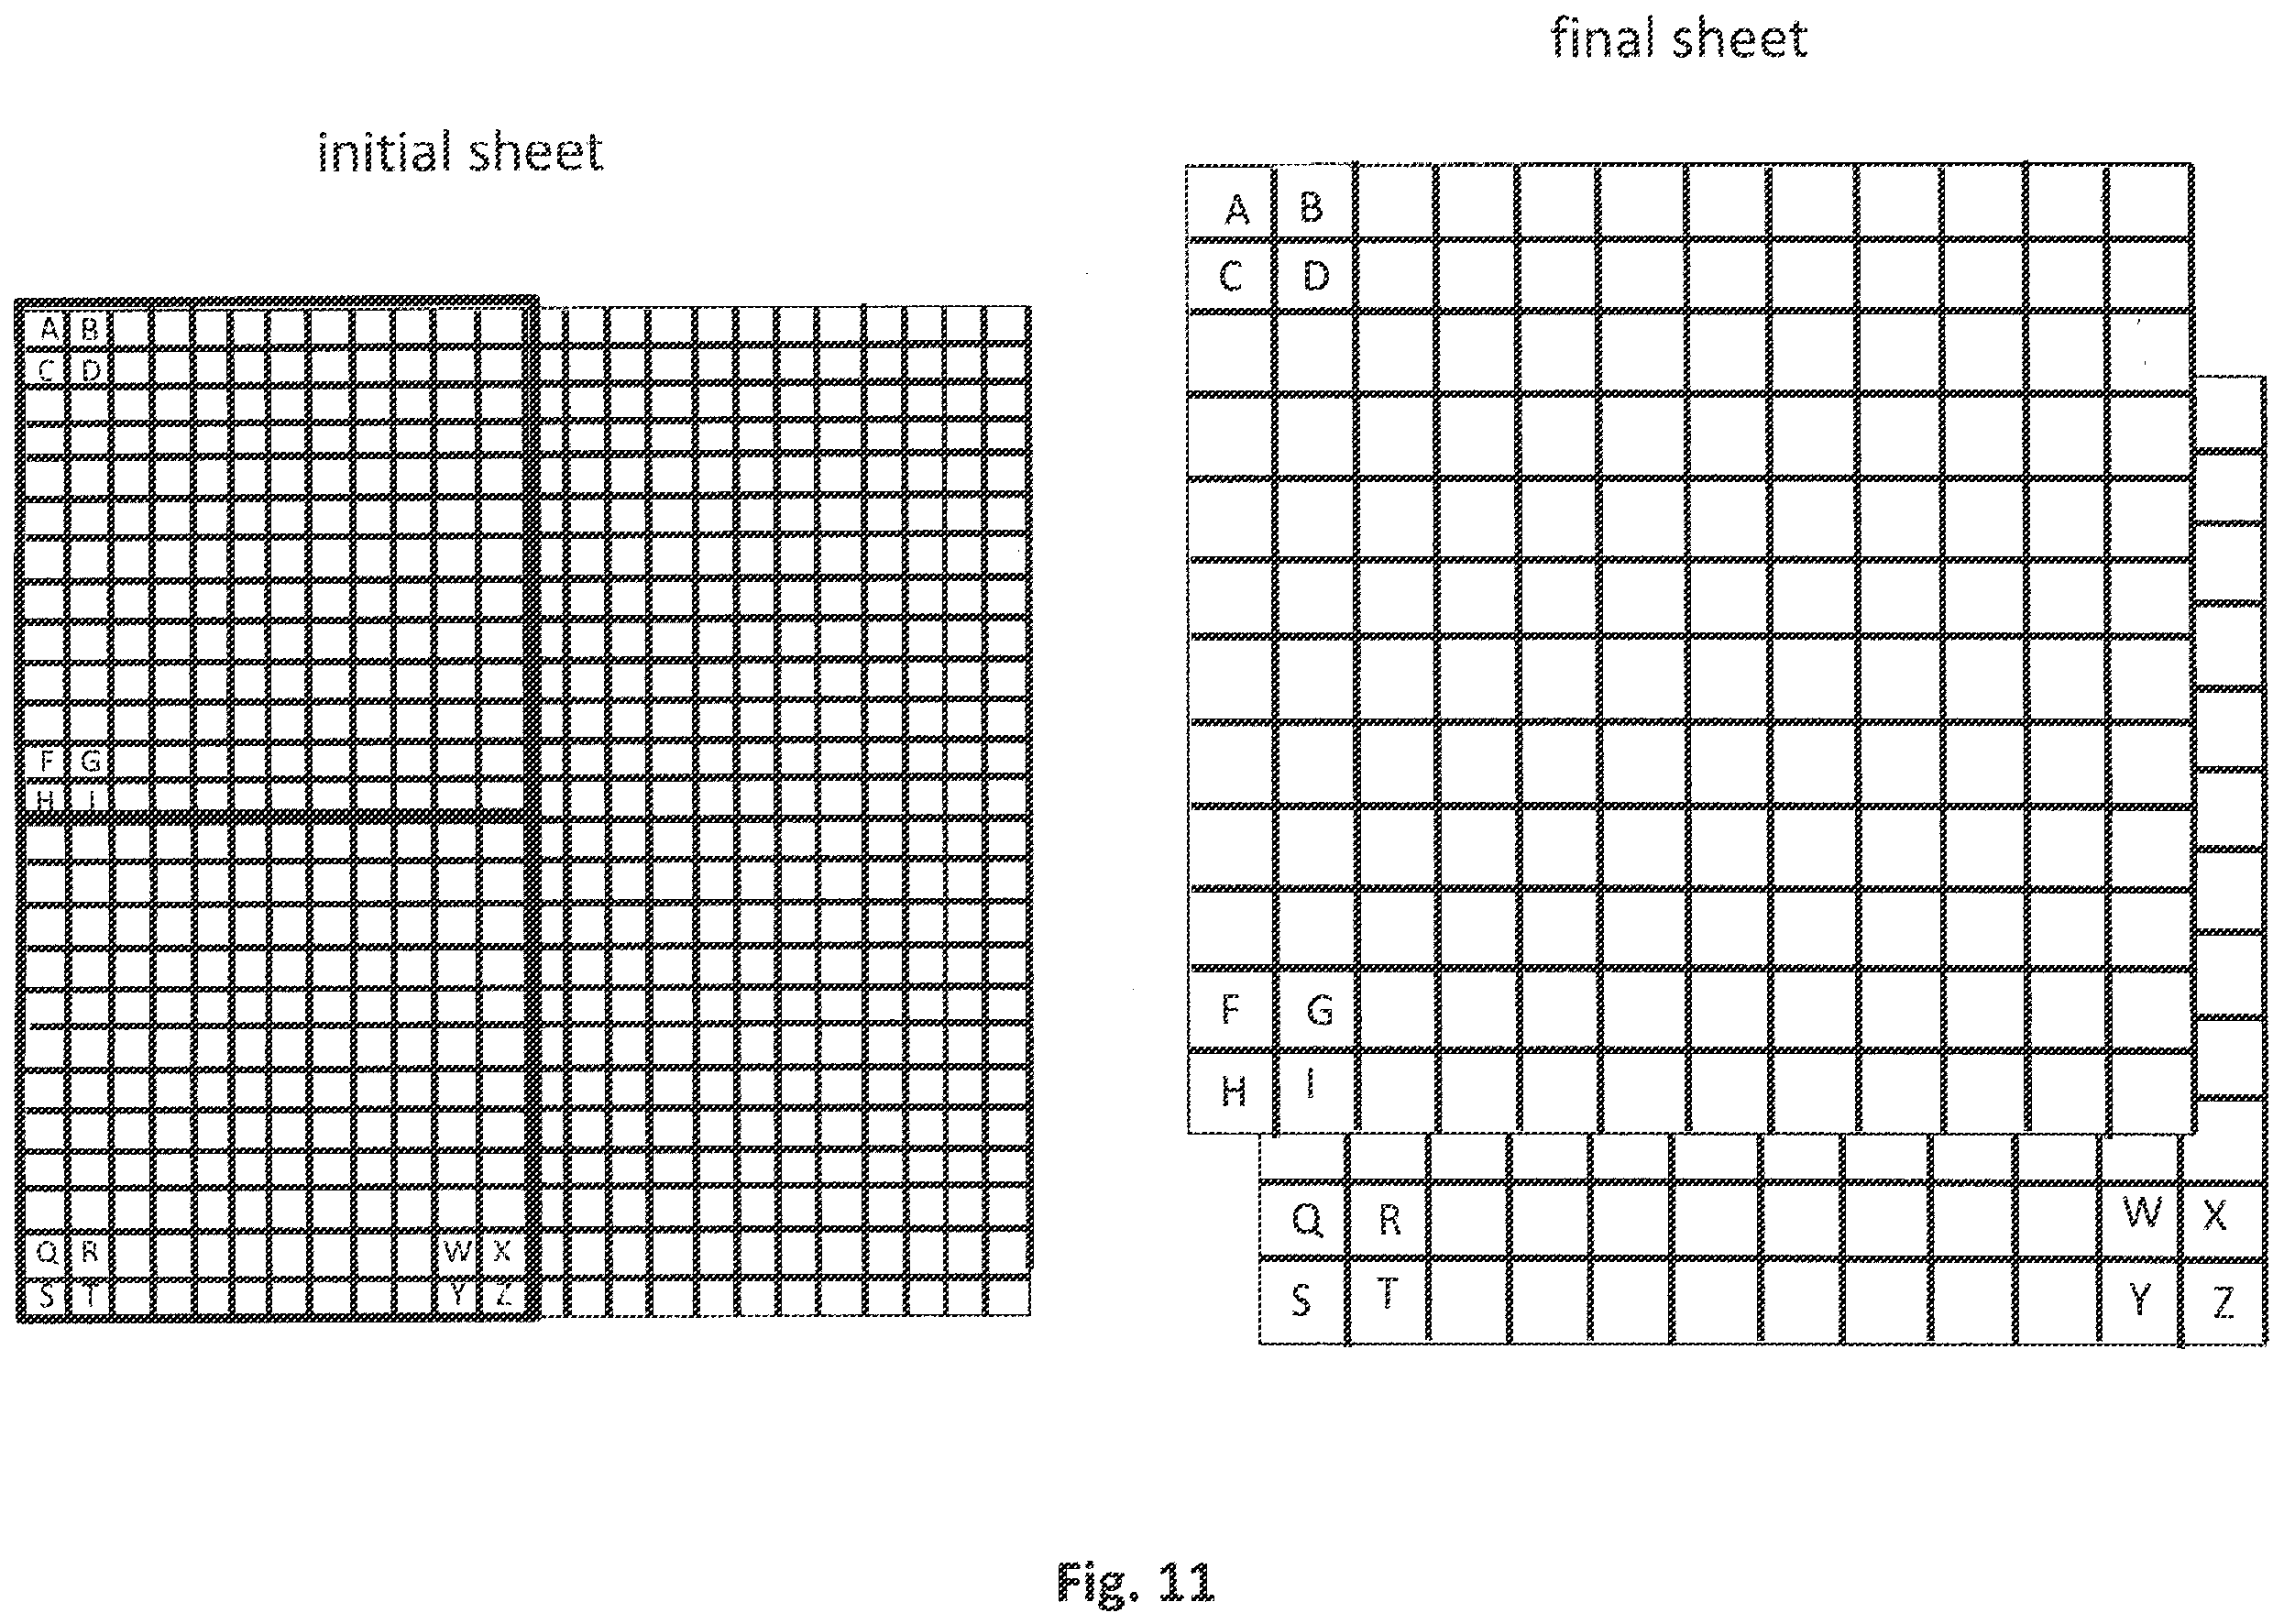 final sheet
initial sheet
A B
C D
F G
H I
Q R W X
S T Y Z
A B
C D
F G
H I
Q R W X
S T Y Z
Fig. 11